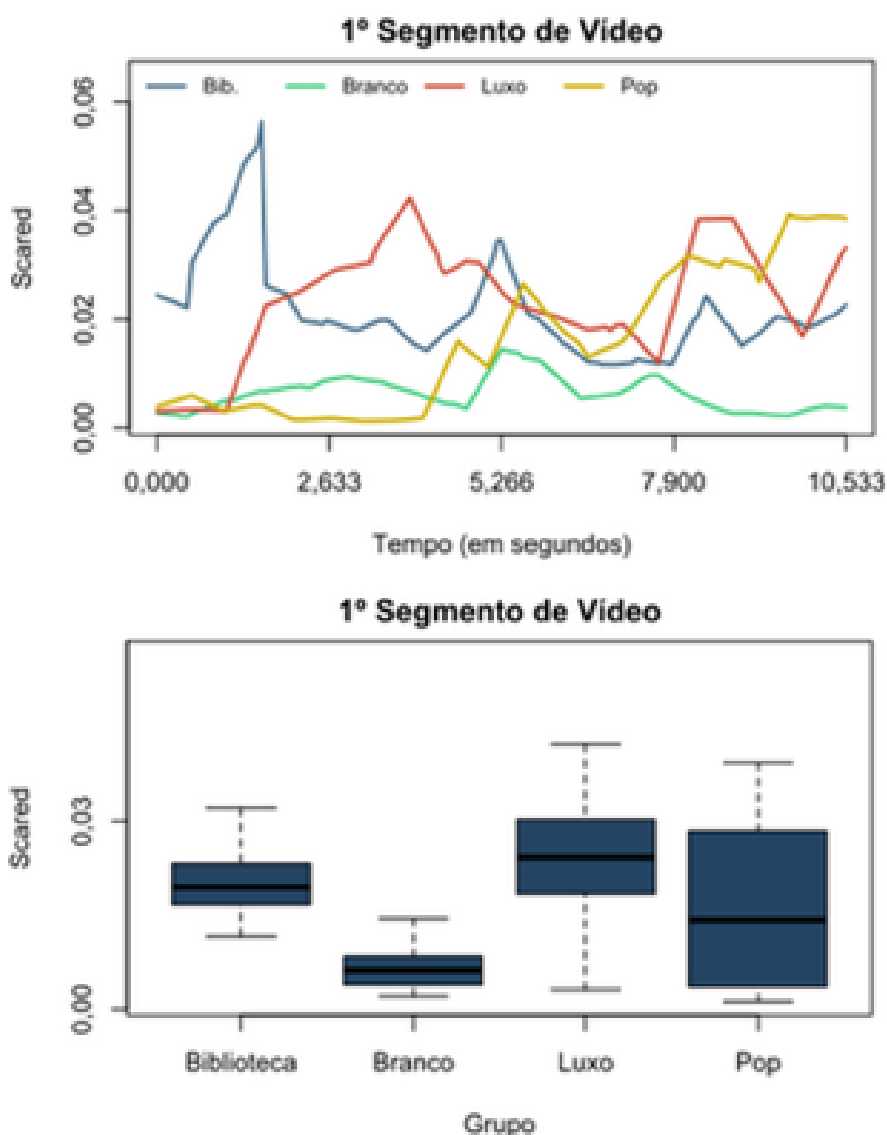 1º Segmento de Vídeo
Bib. Branco Luxo Pop
Scared
0,06
0,04
0,02
0,00
0,000 2,633 5,266 7,900 10,533
Tempo (em segundos)
1º Segmento de Vídeo
Scared
0,03
0,00
Biblioteca Branco Luxo Pop
Grupo